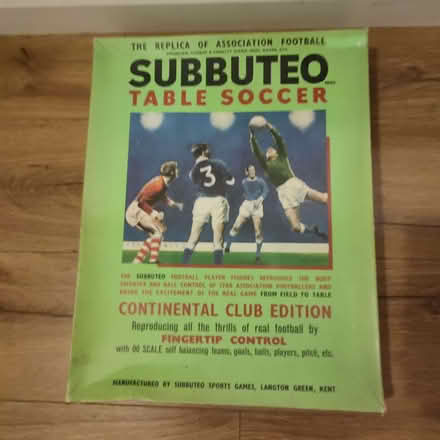 THE REPLICA OF ASSOCIATION FOOTBALL
SUBBUTEO
TABLE SOCCER
3
THE SUBBUTEO FOOTBALL PLAYER FIGURES REPRODUCE THE BODY
SWERVES AND BALL CONTROL OF STAR ASSOCIATION FOOTBALLERS AND
BRING THE EXCITEMENT OF THE REAL GAME FROM FIELD TO TABLE
CONTINENTAL CLUB EDITION
Reproducing all the thrills of real football by
FINGERTIP CONTROL
with OO SCALE self balancing teams, goals, balls, players, pitch, etc.
MANUFACTURED BY SUBBUTEO SPORTS GAMES, LANGTON GREEN, KENT